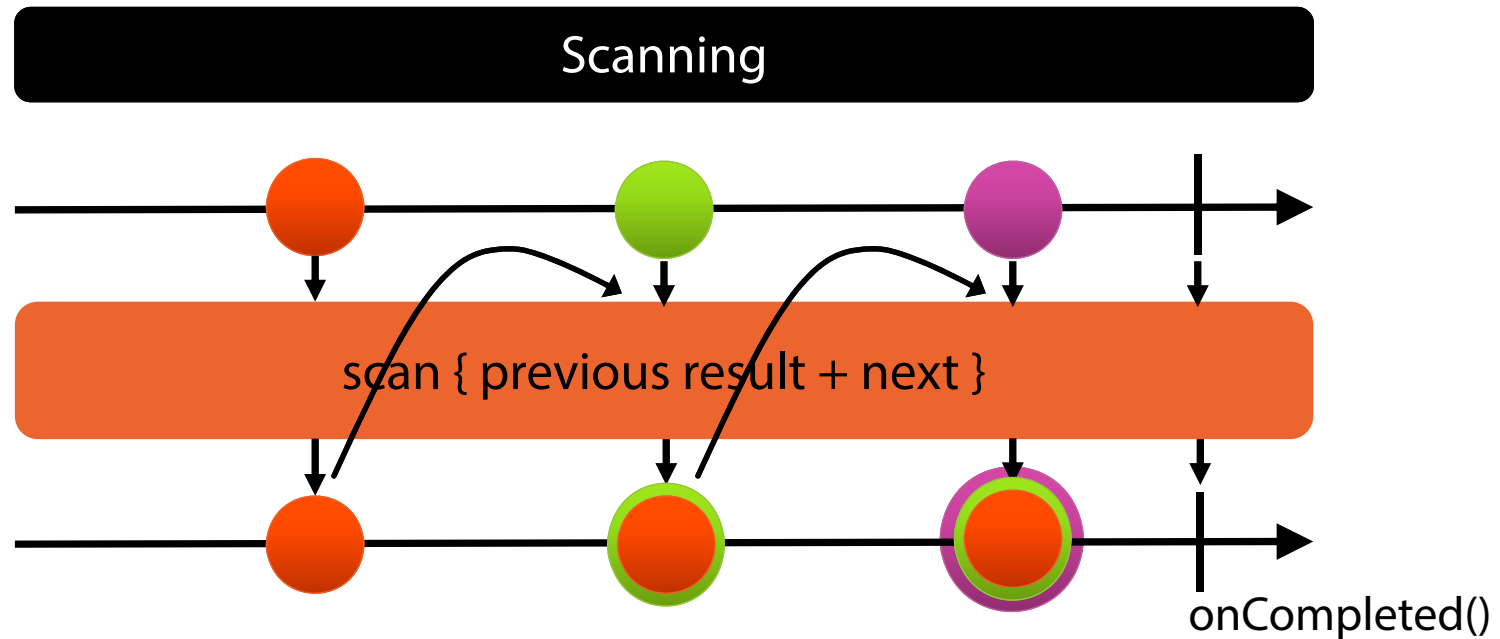 Scanning
scan { previous result + next }
onCompleted()